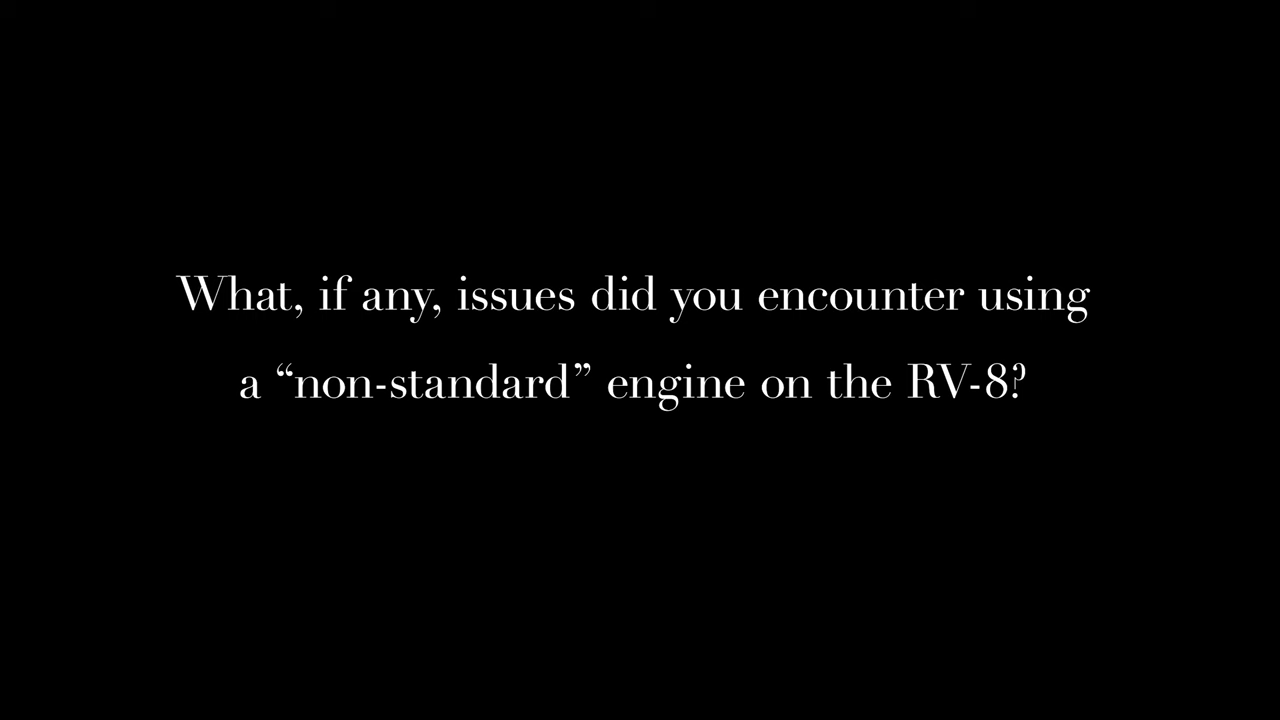 What, if any, issues did you encounter using
a “non-standard” engine on the RV-8?